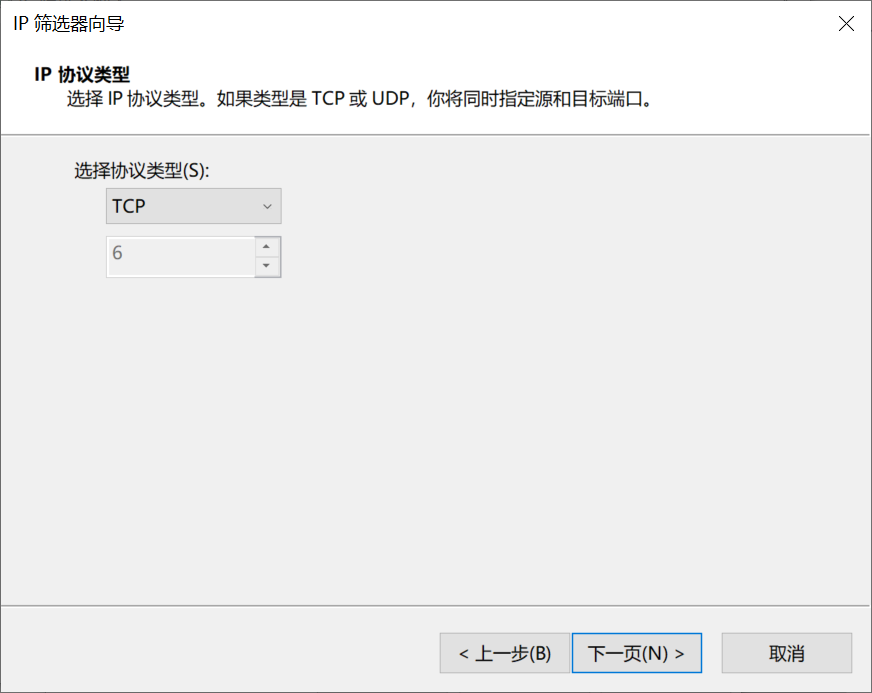 IP 筛选器向导
IP 协议类型
选择 IP 协议类型。如果类型是 TCP 或 UDP，你将同时指定源和目标端口。
选择协议类型(S):
TCP
6
< 上一步(B)
下一页(N) >
取消